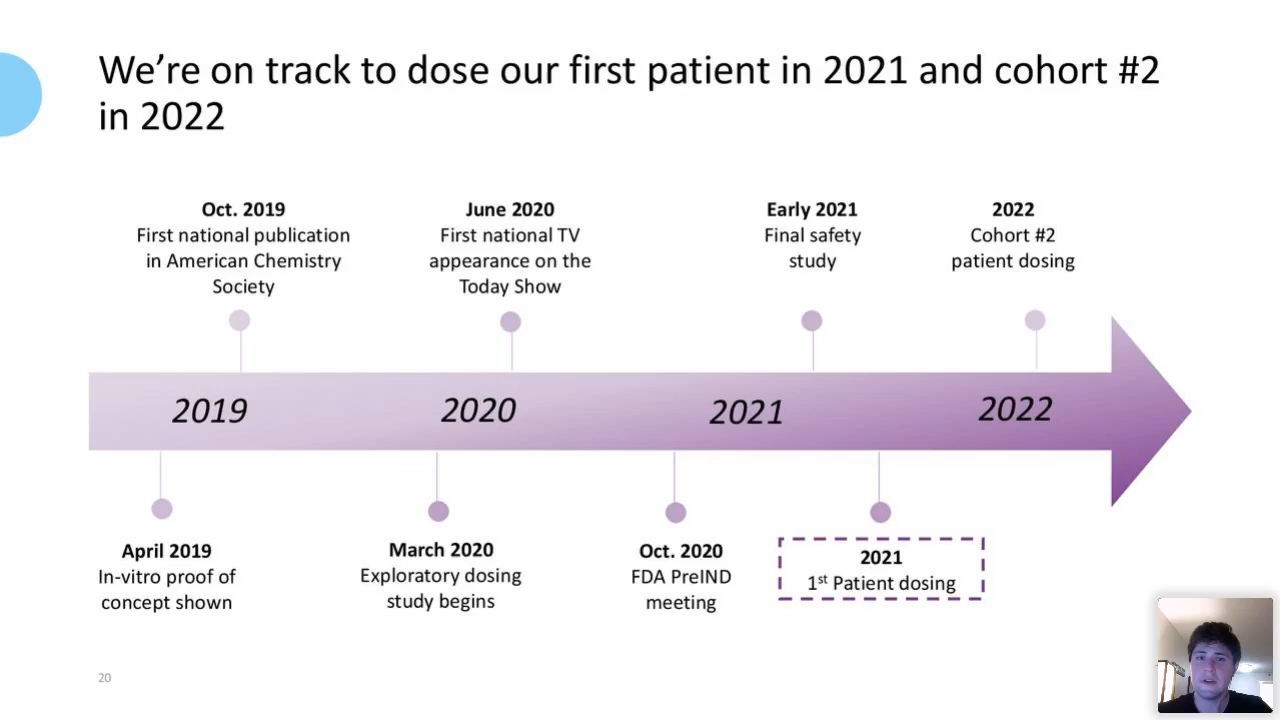 We’re on track to dose our first patient in 2021 and cohort #2
in 2022
Oct. 2019
First national publication
in American Chemistry
Society
June 2020
First national TV
appearance on the
Today Show
Early 2021
Final safety
study
2022
Cohort #2
patient dosing
2019
2020
2021
2022
April 2019
In-vitro proof of
concept shown
March 2020
Exploratory dosing
study begins
Oct. 2020
FDA PreIND
meeting
2021
1st Patient dosing
20